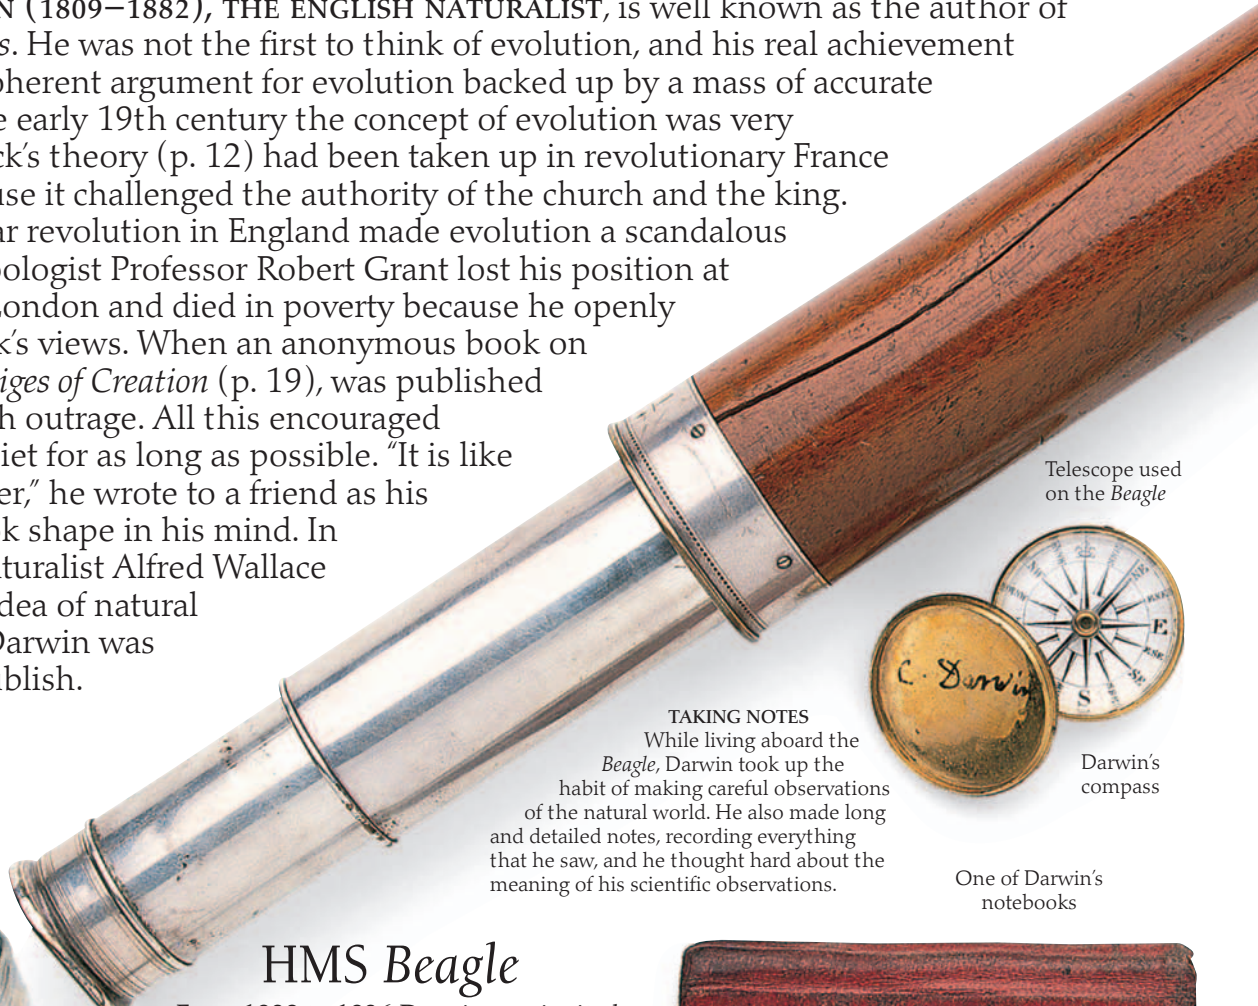 N (1809–1882), THE ENGLISH NATURALIST, is well known as the author of
s. He was not the first to think of evolution, and his real achievement
oherent argument for evolution backed up by a mass of accurate
e early 19th century the concept of evolution was very
ck's theory (p. 12) had been taken up in revolutionary France
use it challenged the authority of the church and the king.
ar revolution in England made evolution a scandalous
oologist Professor Robert Grant lost his position at
London and died in poverty because he openly
k's views. When an anonymous book on
iges of Creation (p. 19), was published
h outrage. All this encouraged
iet for as long as possible. "It is like
er," he wrote to a friend as his
ok shape in his mind. In
turalist Alfred Wallace
dea of natural
Darwin was
blish.
Telescope used
on the Beagle
NE
E
ESE
SE
S
C. Darwin
Darwin's
compass
TAKING NOTES
While living aboard the
Beagle, Darwin took up the
habit of making careful observations
of the natural world. He also made long
and detailed notes, recording everything
that he saw, and he thought hard about the
meaning of his scientific observations.
One of Darwin's
notebooks
HMS Beagle